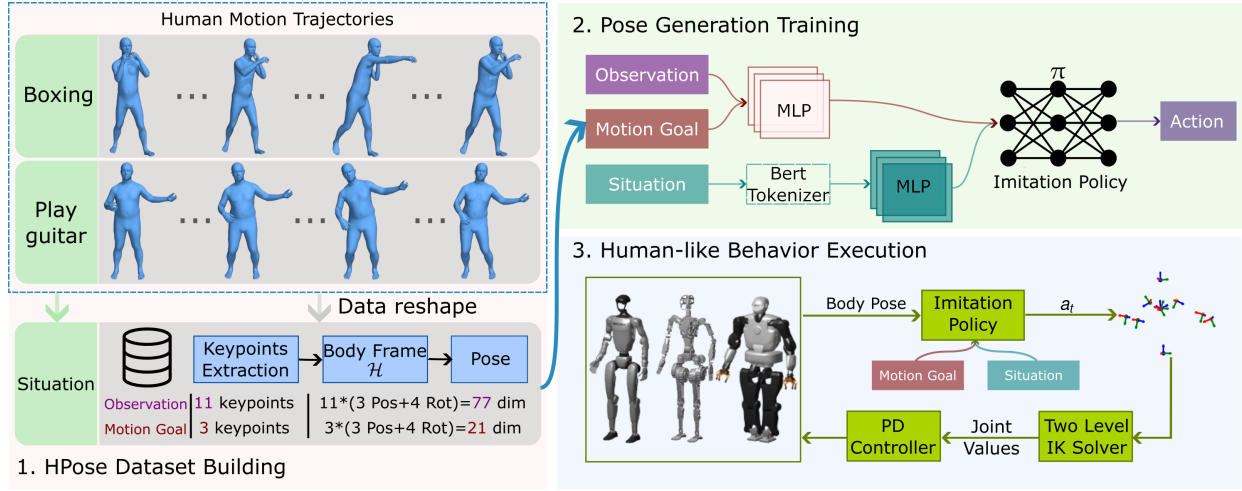 Human Motion Trajectories
Boxing
Play
guitar
Data reshape
Situation
Keypoints
Extraction
Body Frame
ℋ
Pose
Observation 11 keypoints 11*(3 Pos+4 Rot)=77 dim
Motion Goal 3 keypoints 3*(3 Pos+4 Rot)=21 dim
1. HPose Dataset Building
2. Pose Generation Training
Observation
Motion Goal
Situation
MLP
Bert
Tokenizer
MLP
π
Imitation Policy
Action
3. Human-like Behavior Execution
Body Pose
Imitation
Policy
a_t
Motion Goal
Situation
PD
Controller
Joint
Values
Two Level
IK Solver